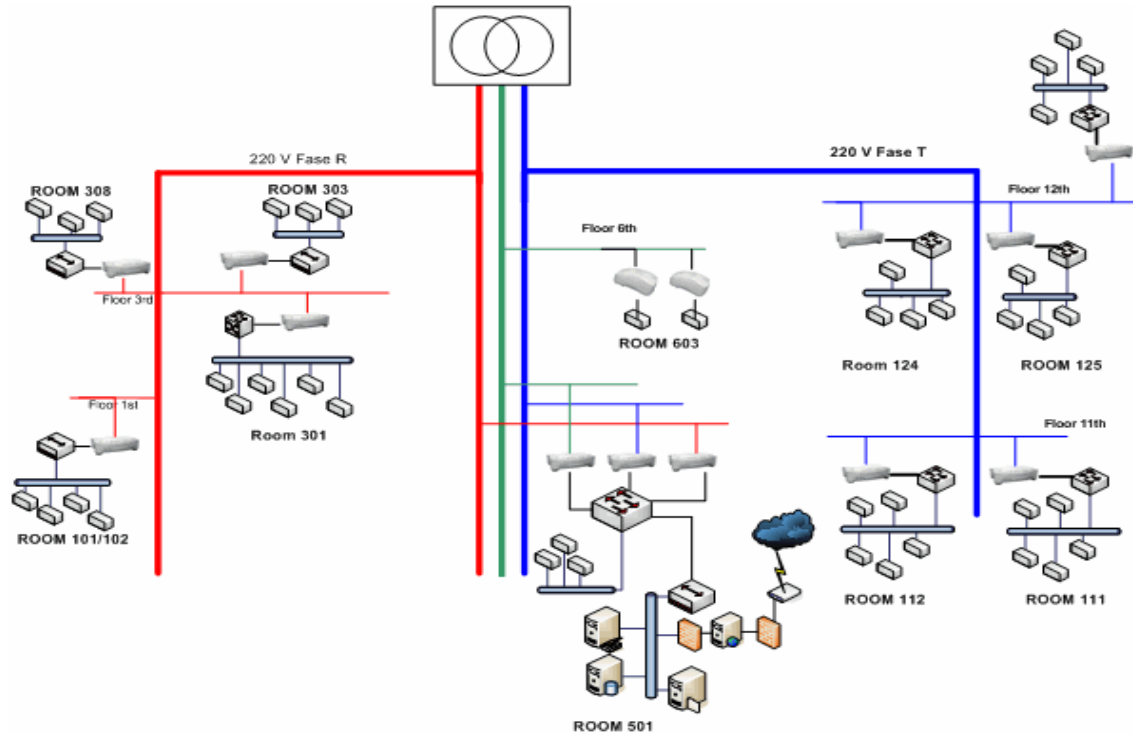 220 V Fase R
220 V Fase T
ROOM 308
ROOM 303
Floor 12th
Floor 6th
Floor 3rd
ROOM 603
Room 124
ROOM 125
Floor 1st
Room 301
Floor 11th
ROOM 101/102
ROOM 112
ROOM 111
ROOM 501